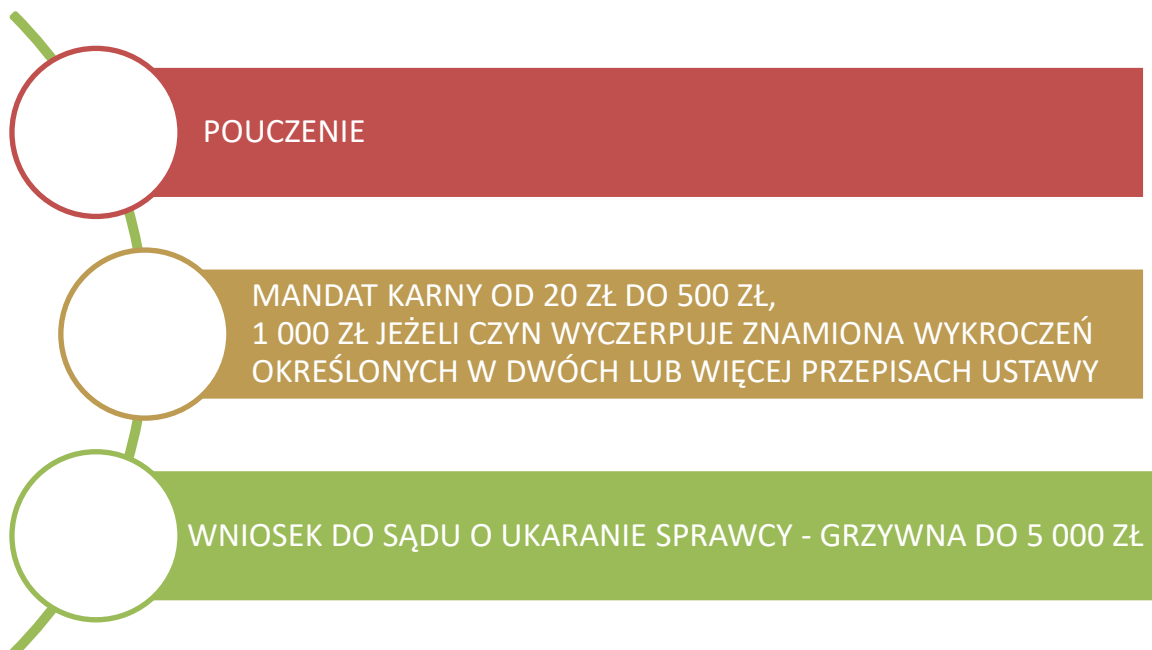 POUCZENIE
MANDAT KARNY OD 20 ZŁ DO 500 ZŁ,
1 000 ZŁ JEŻELI CZYN WYCZERPUJE ZNAMIONA WYKROCZEŃ
OKREŚLONYCH W DWÓCH LUB WIĘCEJ PRZEPISACH USTAWY
WNIOSEK DO SĄDU O UKARANIE SPRAWCY - GRZYWNA DO 5 000 ZŁ